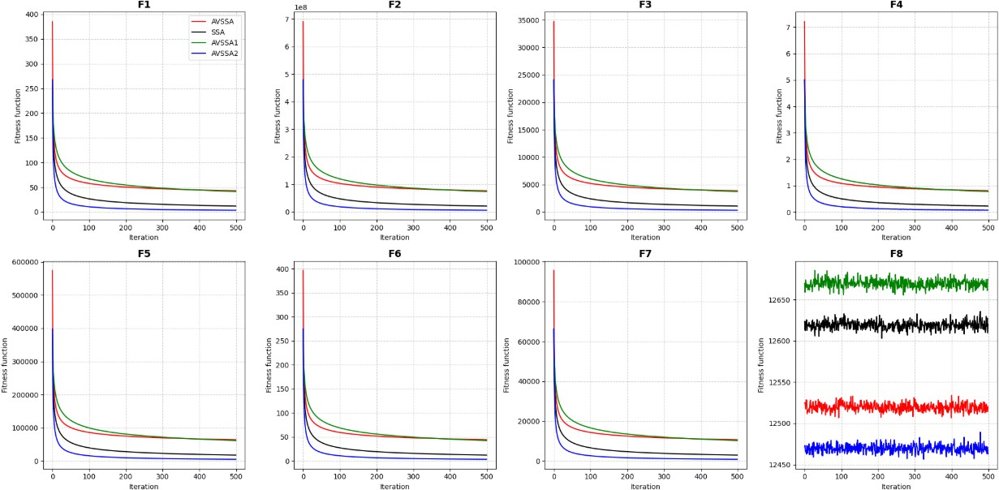 F1
400
350
300
250
200
150
100
50
0
Fitness function
0 100 200 300 400 500
Iteration
AVSSA
SSA
AVSSA1
AVSSA2
F2
1e8
7
6
5
4
3
2
1
0
Fitness function
0 100 200 300 400 500
Iteration
F3
35000
30000
25000
20000
15000
10000
5000
0
Fitness function
0 100 200 300 400 500
Iteration
F4
7
6
5
4
3
2
1
0
Fitness function
0 100 200 300 400 500
Iteration
F5
600000
500000
400000
300000
200000
100000
0
Fitness function
0 100 200 300 400 500
Iteration
F6
400
350
300
250
200
150
100
50
0
Fitness function
0 100 200 300 400 500
Iteration
F7
100000
80000
60000
40000
20000
0
Fitness function
0 100 200 300 400 500
Iteration
F8
12650
12600
12550
12500
12450
Fitness function
0 100 200 300 400 500
Iteration